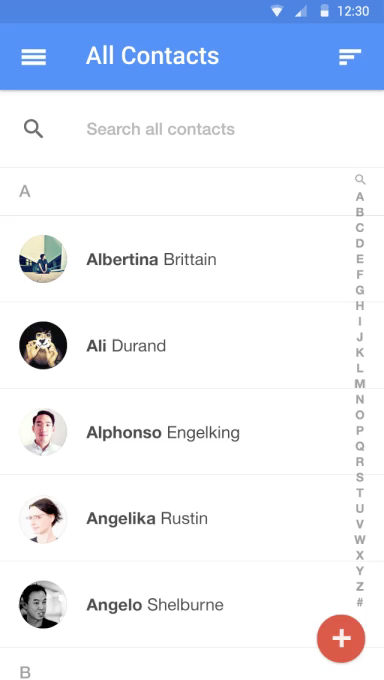 12:30
All Contacts
Search all contacts
A
Albertina Brittain
Ali Durand
Alphonso Engelking
Angelika Rustin
Angelo Shelburne
B
A
B
C
D
E
F
G
H
I
J
K
L
M
N
O
P
Q
R
S
T
U
V
W
X
Y
Z
#
+